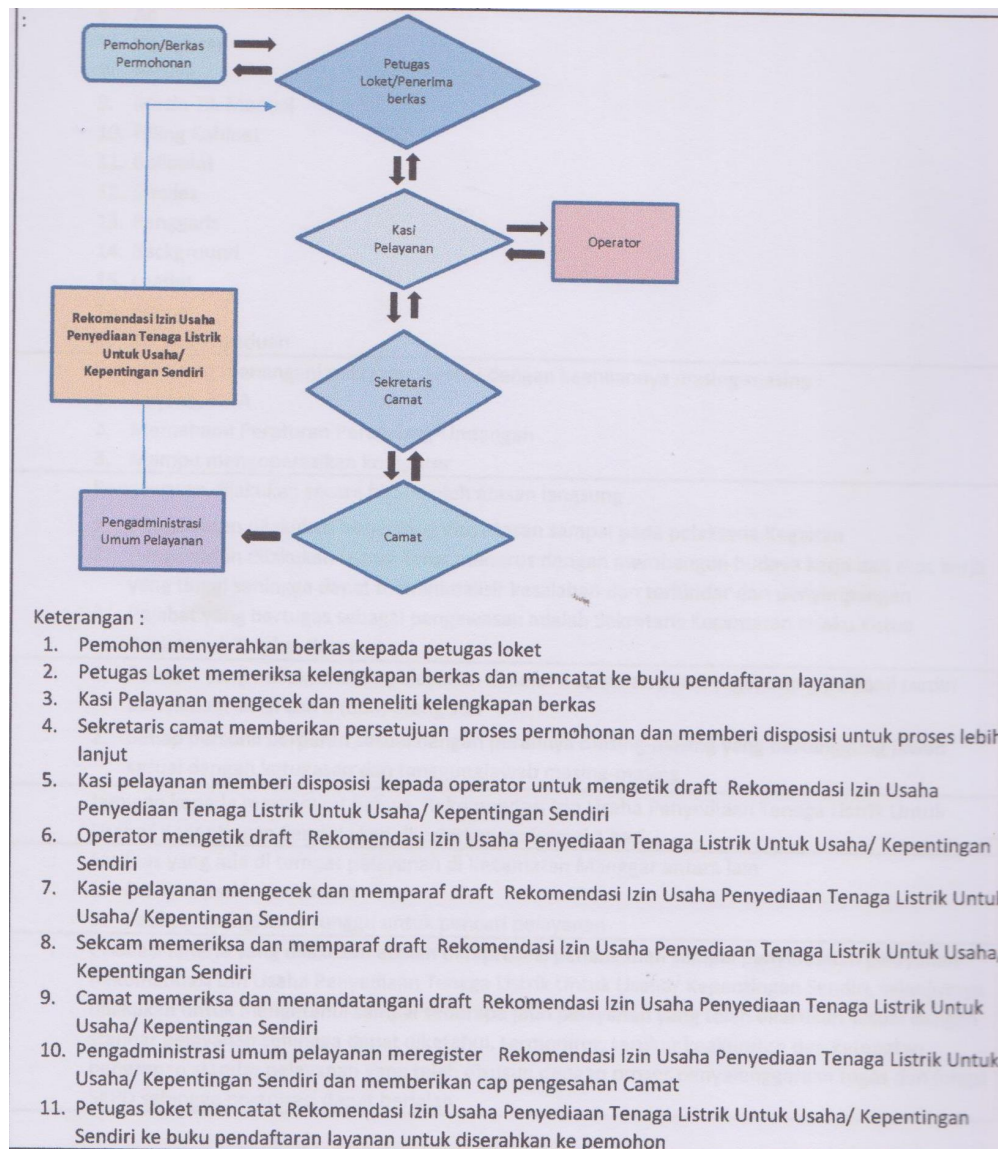 :
Pemohon/Berkas
Permohonan
Petugas
Loket/Penerima
berkas
Kasi
Pelayanan
Operator
Rekomendasi Izin Usaha
Penyediaan Tenaga Listrik
Untuk Usaha/
Kepentingan Sendiri
Sekretaris
Camat
Pengadministrasi
Umum Pelayanan
Camat
Keterangan :
1. Pemohon menyerahkan berkas kepada petugas loket
2. Petugas Loket memeriksa kelengkapan berkas dan mencatat ke buku pendaftaran layanan
3. Kasi Pelayanan mengecek dan meneliti kelengkapan berkas
4. Sekretaris camat memberikan persetujuan proses permohonan dan memberi disposisi untuk proses lebih
lanjut
5. Kasi pelayanan memberi disposisi kepada operator untuk mengetik draft Rekomendasi Izin Usaha
Penyediaan Tenaga Listrik Untuk Usaha/ Kepentingan Sendiri
6. Operator mengetik draft Rekomendasi Izin Usaha Penyediaan Tenaga Listrik Untuk Usaha/ Kepentingan
Sendiri
7. Kasie pelayanan mengecek dan memparaf draft Rekomendasi Izin Usaha Penyediaan Tenaga Listrik Untuk
Usaha/ Kepentingan Sendiri
8. Sekcam memeriksa dan memparaf draft Rekomendasi Izin Usaha Penyediaan Tenaga Listrik Untuk Usaha/
Kepentingan Sendiri
9. Camat memeriksa dan menandatangani draft Rekomendasi Izin Usaha Penyediaan Tenaga Listrik Untuk
Usaha/ Kepentingan Sendiri
10. Pengadministrasi umum pelayanan meregister Rekomendasi Izin Usaha Penyediaan Tenaga Listrik Untuk
Usaha/ Kepentingan Sendiri dan memberikan cap pengesahan Camat
11. Petugas loket mencatat Rekomendasi Izin Usaha Penyediaan Tenaga Listrik Untuk Usaha/ Kepentingan
Sendiri ke buku pendaftaran layanan untuk diserahkan ke pemohon